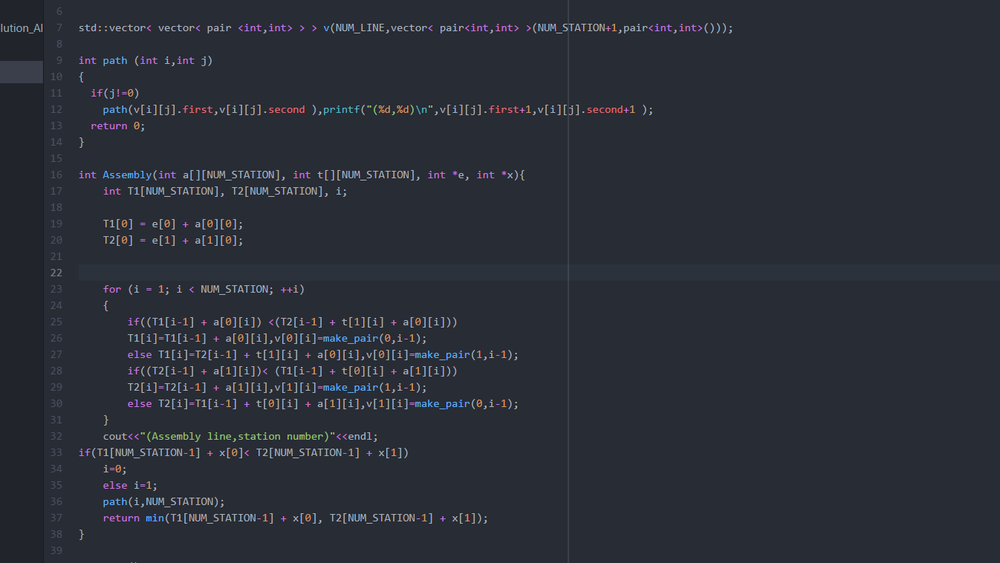 6
lution_Al
7 std::vector< vector< pair <int,int> > > v(NUM_LINE,vector< pair<int,int> >(NUM_STATION+1,pair<int,int>()));
8
9 int path (int i,int j)
10 {
11   if(j!=0)
12     path(v[i][j].first,v[i][j].second ),printf("(%d,%d)\n",v[i][j].first+1,v[i][j].second+1 );
13   return 0;
14 }
15
16 int Assembly(int a[][NUM_STATION], int t[][NUM_STATION], int *e, int *x){
17     int T1[NUM_STATION], T2[NUM_STATION], i;
18
19     T1[0] = e[0] + a[0][0];
20     T2[0] = e[1] + a[1][0];
21
22
23     for (i = 1; i < NUM_STATION; ++i)
24     {
25         if((T1[i-1] + a[0][i]) <(T2[i-1] + t[1][i] + a[0][i]))
26         T1[i]=T1[i-1] + a[0][i],v[0][i]=make_pair(0,i-1);
27         else T1[i]=T2[i-1] + t[1][i] + a[0][i],v[0][i]=make_pair(1,i-1);
28         if((T2[i-1] + a[1][i])< (T1[i-1] + t[0][i] + a[1][i]))
29         T2[i]=T2[i-1] + a[1][i],v[1][i]=make_pair(1,i-1);
30         else T2[i]=T1[i-1] + t[0][i] + a[1][i],v[1][i]=make_pair(0,i-1);
31     }
32     cout<<"(Assembly line,station number)"<<endl;
33 if(T1[NUM_STATION-1] + x[0]< T2[NUM_STATION-1] + x[1])
34     i=0;
35     else i=1;
36     path(i,NUM_STATION);
37     return min(T1[NUM_STATION-1] + x[0], T2[NUM_STATION-1] + x[1]);
38 }
39